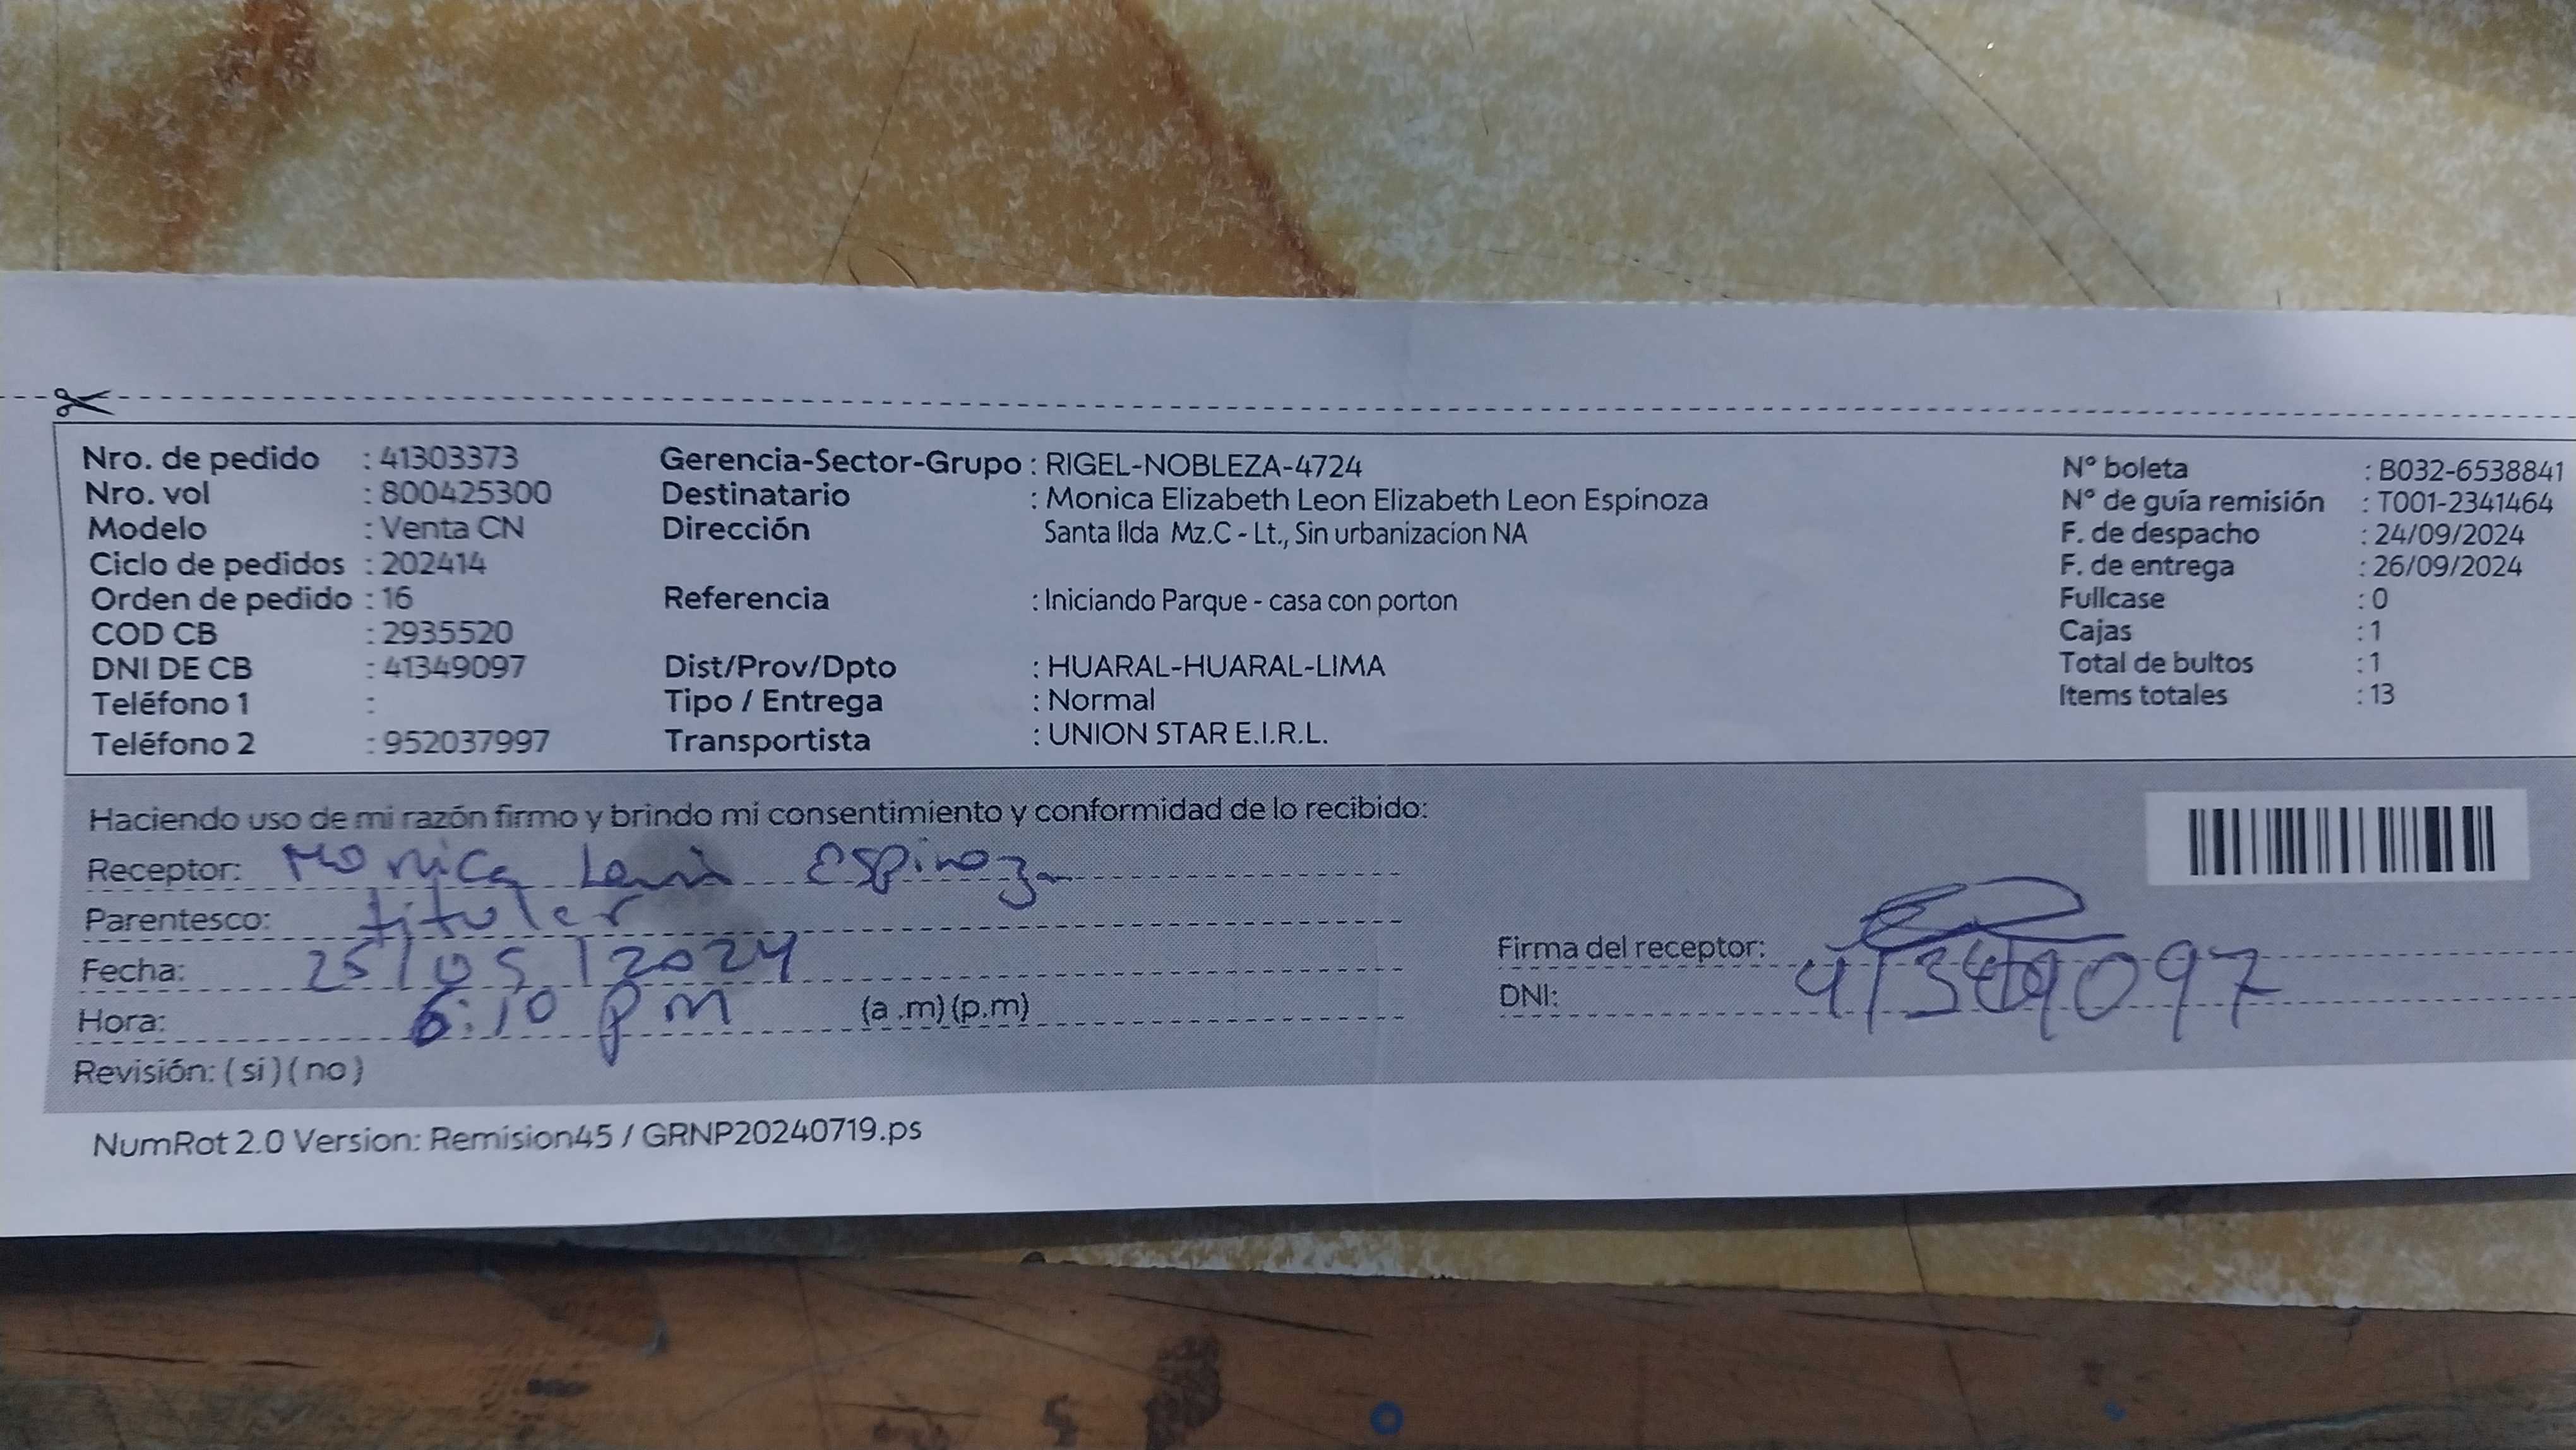 Nro. de pedido : 41303373
Nro. vol : 800425300
Modelo : Venta CN
Ciclo de pedidos : 202414
Orden de pedido : 16
COD CB : 2935520
DNI DE CB : 41349097
Teléfono 1 :
Teléfono 2 : 952037997
Gerencia-Sector-Grupo : RIGEL-NOBLEZA-4724
Destinatario : Monica Elizabeth Leon Elizabeth Leon Espinoza
Dirección Santa Ilda Mz.C - Lt., Sin urbanizacion NA
Referencia : Iniciando Parque - casa con porton
Dist/Prov/Dpto : HUARAL-HUARAL-LIMA
Tipo / Entrega : Normal
Transportista : UNION STAR E.I.R.L.
N° boleta : B032-6538841
N° de guía remisión : T001-2341464
F. de despacho : 24/09/2024
F. de entrega : 26/09/2024
Fullcase : 0
Cajas : 1
Total de bultos : 1
Items totales : 13
Haciendo uso de mi razón firmo y brindo mi consentimiento y conformidad de lo recibido:
Receptor: Monica Espinoza
Parentesco: titular
Fecha: 25/05/2024
Hora: 6:10 pm (a .m) (p.m)
Revisión: ( si ) ( no )
Firma del receptor:
DNI: 41349097
NumRot 2.0 Version: Remision45 / GRNP20240719.ps